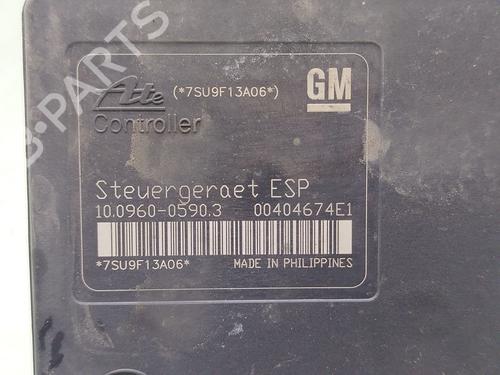 B-PARTS
Ate (*7SU9F13A06*) GM
Controller
Steuergeraet ESP
10.0960-0590.3 00404674E1
*7SU9F13A06* MADE IN PHILIPPINES